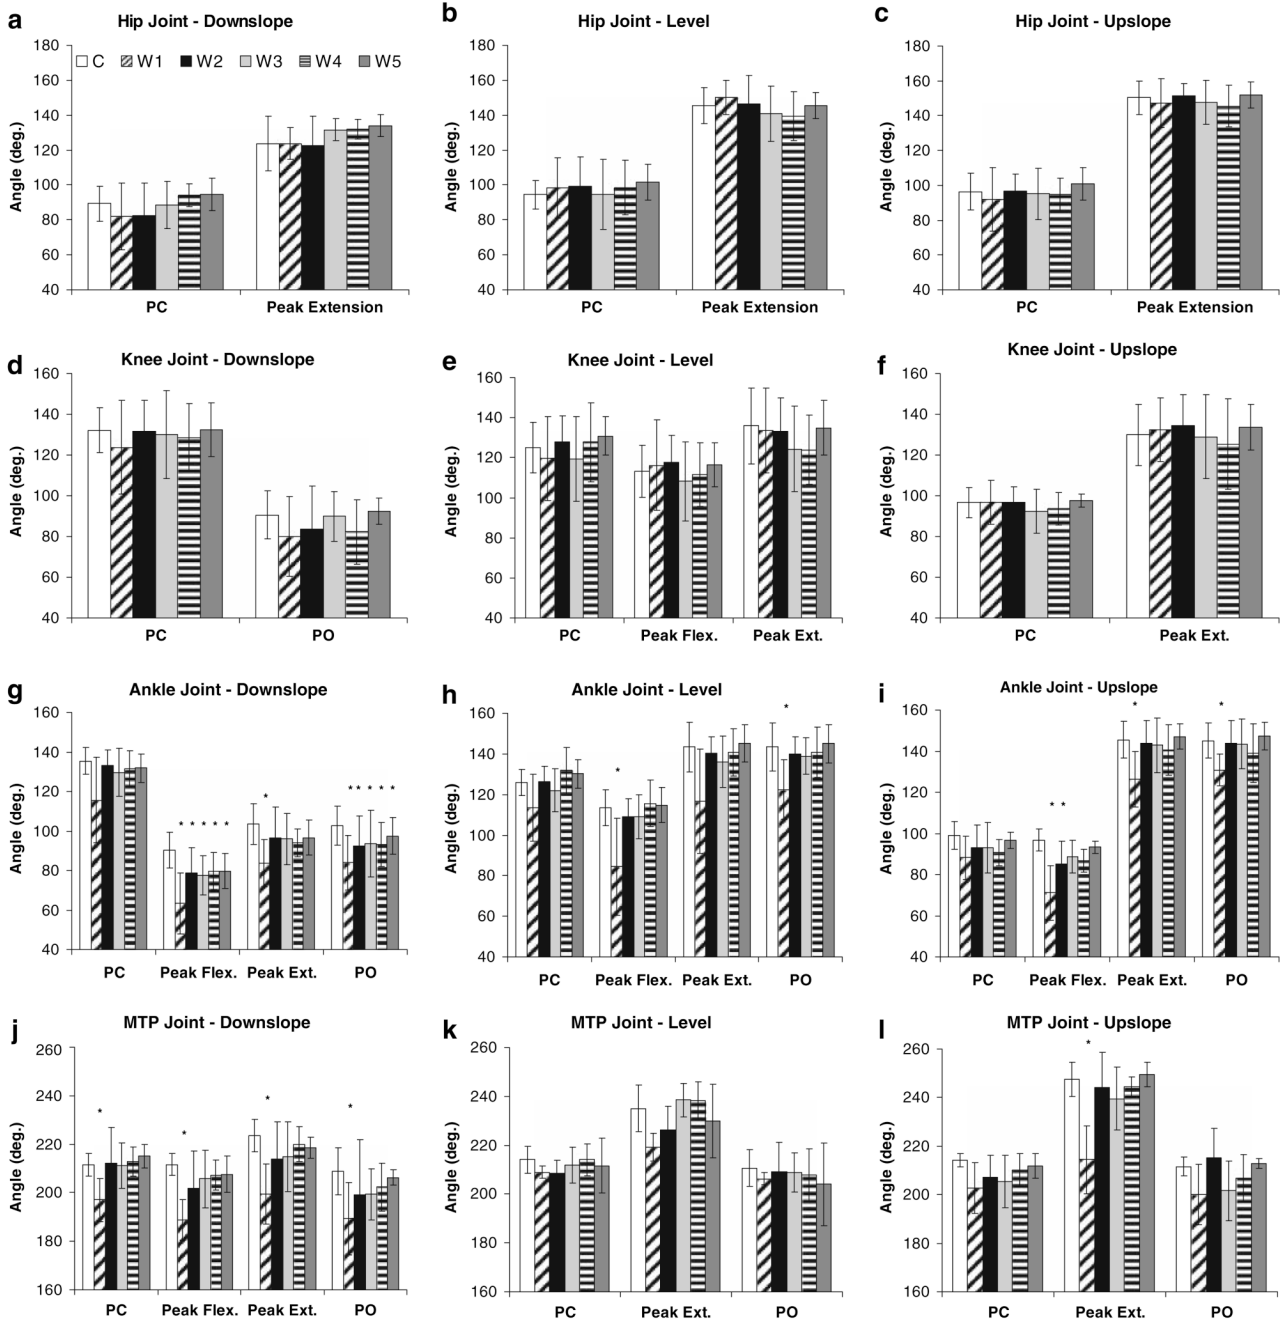 a Hip Joint - Downslope
180
160
140
120
100
80
60
40
Angle (deg.)
C W1 W2 W3 W4 W5
PC Peak Extension
b Hip Joint - Level
180
160
140
120
100
80
60
40
Angle (deg.)
PC Peak Extension
c Hip Joint - Upslope
180
160
140
120
100
80
60
40
Angle (deg.)
PC Peak Extension
d Knee Joint - Downslope
160
140
120
100
80
60
40
Angle (deg.)
PC PO
e Knee Joint - Level
160
140
120
100
80
60
40
Angle (deg.)
PC Peak Flex. Peak Ext.
f Knee Joint - Upslope
160
140
120
100
80
60
40
Angle (deg.)
PC Peak Ext.
g Ankle Joint - Downslope
160
140
120
100
80
60
40
Angle (deg.)
* * * * *
*
* * * * *
PC Peak Flex. Peak Ext. PO
h Ankle Joint - Level
160
140
120
100
80
60
40
Angle (deg.)
*
*
PC Peak Flex. Peak Ext. PO
i Ankle Joint - Upslope
160
140
120
100
80
60
40
Angle (deg.)
* *
*
*
PC Peak Flex. Peak Ext. PO
j MTP Joint - Downslope
260
240
220
200
180
160
Angle (deg.)
*
*
*
*
PC Peak Flex. Peak Ext. PO
k MTP Joint - Level
260
240
220
200
180
160
Angle (deg.)
PC Peak Ext. PO
l MTP Joint - Upslope
260
240
220
200
180
160
Angle (deg.)
*
PC Peak Ext. PO